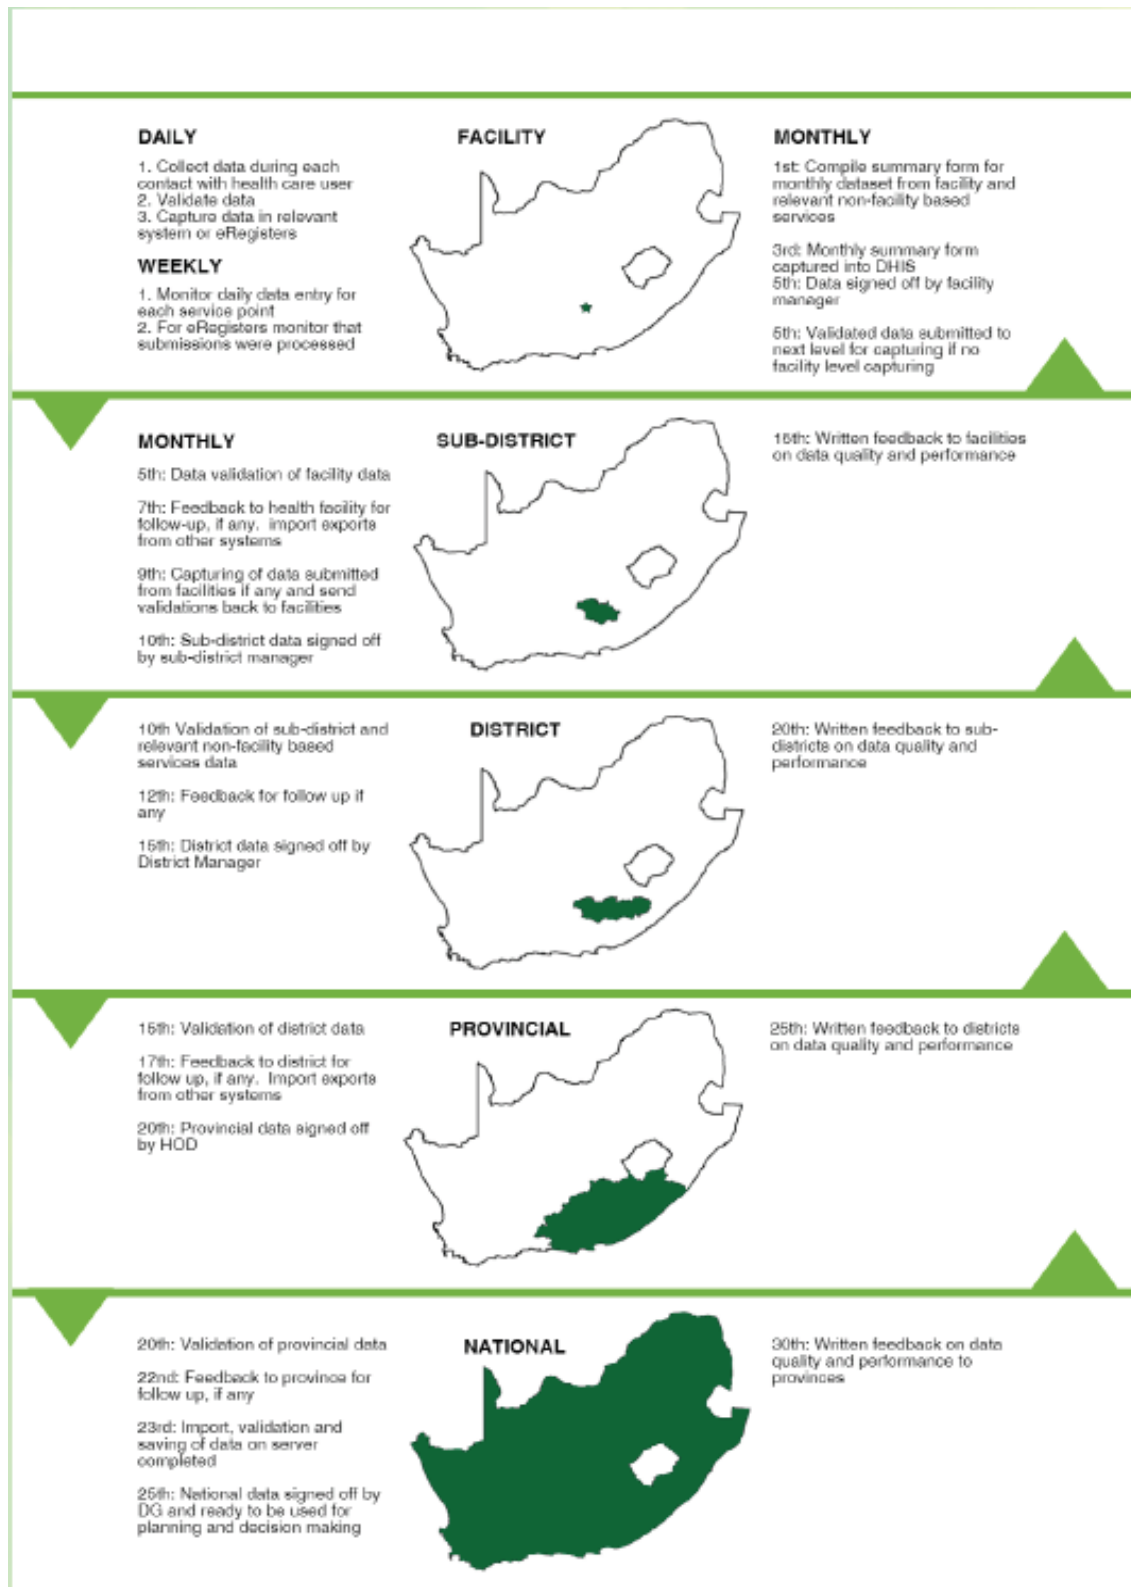 DAILY
1. Collect data during each
contact with health care user
2. Validate data
3. Capture data in relevant
system or eRegisters
WEEKLY
1. Monitor daily data entry for
each service point
2. For eRegisters monitor that
submissions were processed
FACILITY
MONTHLY
1st: Compile summary form for
monthly dataset from facility and
relevant non-facility based
services
3rd: Monthly summary form
captured into DHIS
5th: Data signed off by facility
manager
5th: Validated data submitted to
next level for capturing if no
facility level capturing
MONTHLY
5th: Data validation of facility data
7th: Feedback to health facility for
follow-up, if any. import exports
from other systems
9th: Capturing of data submitted
from facilities if any and send
validations back to facilities
10th: Sub-district data signed off
by sub-district manager
SUB-DISTRICT
15th: Written feedback to facilities
on data quality and performance
10th Validation of sub-district and
relevant non-facility based
services data
12th: Feedback for follow up if
any
15th: District data signed off by
District Manager
DISTRICT
20th: Written feedback to sub-
districts on data quality and
performance
15th: Validation of district data
17th: Feedback to district for
follow up, if any. Import exports
from other systems
20th: Provincial data signed off
by HOD
PROVINCIAL
25th: Written feedback to districts
on data quality and performance
20th: Validation of provincial data
22nd: Feedback to province for
follow up, if any
23rd: Import, validation and
saving of data on server
completed
25th: National data signed off by
DG and ready to be used for
planning and decision making
NATIONAL
30th: Written feedback on data
quality and performance to
provinces